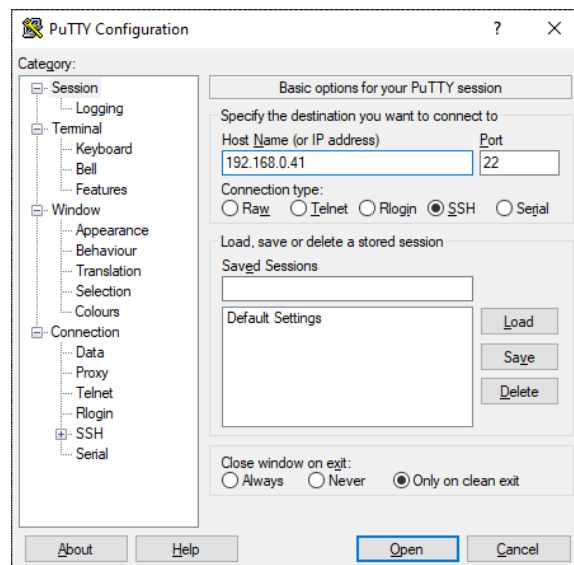 PuTTY Configuration
?
Category:
Session
Logging
Terminal
Keyboard
Bell
Features
Window
Appearance
Behaviour
Translation
Selection
Colours
Connection
Data
Proxy
Telnet
Rlogin
SSH
Serial
Basic options for your PuTTY session
Specify the destination you want to connect to
Host Name (or IP address) Port
192.168.0.41 22
Connection type:
Raw Telnet Rlogin SSH Serial
Load, save or delete a stored session
Saved Sessions
Default Settings
Load
Save
Delete
Close window on exit:
Always Never Only on clean exit
About Help Open Cancel